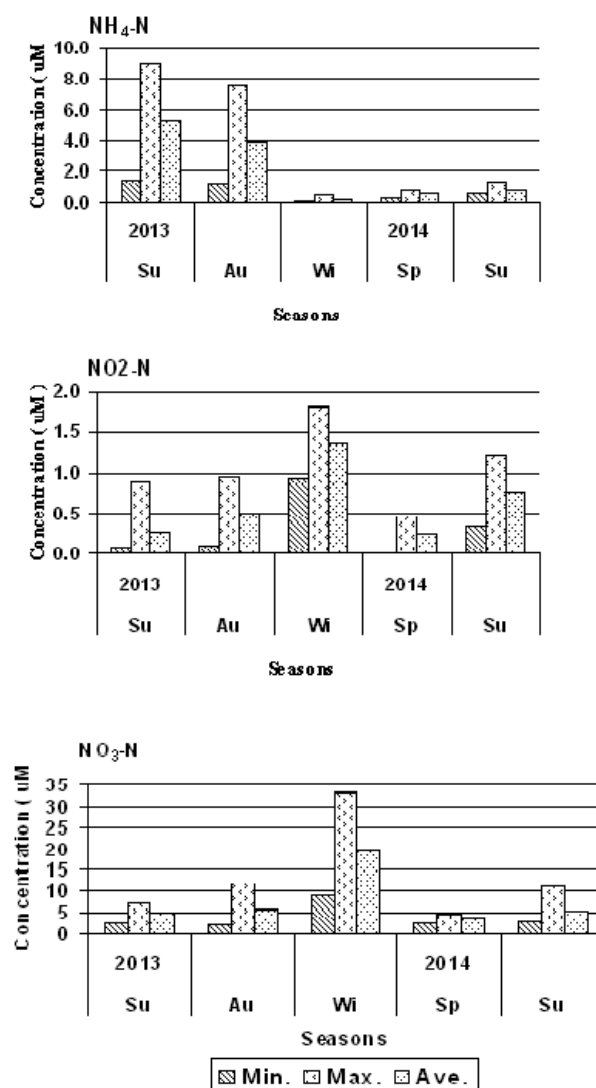 NH4-N
Concentration ( uM
10.0
8.0
6.0
4.0
2.0
0.0
2013 2014
Su Au Wi Sp Su
Seasons
NO2-N
Concentration ( uM )
2.0
1.5
1.0
0.5
0.0
2013 2014
Su Au Wi Sp Su
Seasons
NO3-N
Concentration ( uM
35
30
25
20
15
10
5
0
2013 2014
Su Au Wi Sp Su
Seasons
Min. Max. Ave.